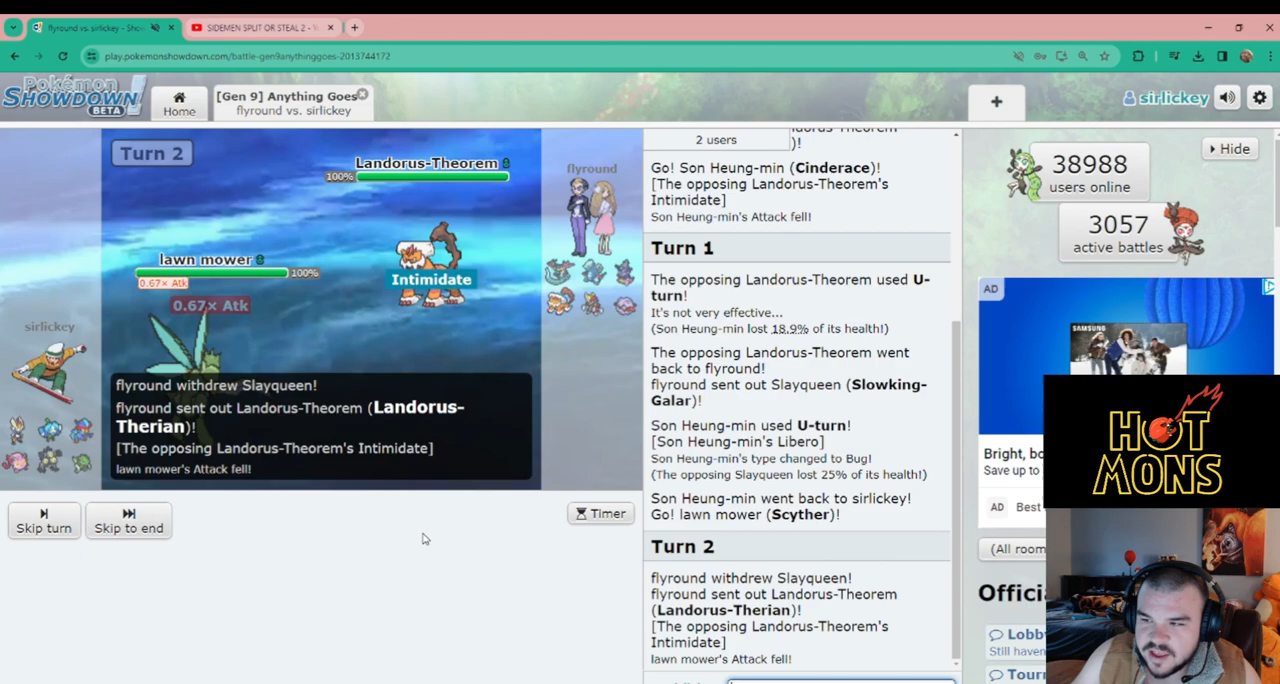 flyround vs. sirlickey - Sho
SIDEMEN SPLIT OR STEAL 2 -
play.pokemonshowdown.com/battle-gen9anythinggoes-2013744172
Pokémon
SHOWDOWN!
BETA
Home
[Gen 9] Anything Goes
flyround vs. sirlickey
+
sirlickey
Turn 2
Landorus-Theorem
100%
lawn mower
100%
0.67× Atk
0.67× Atk
Intimidate
flyround
sirlickey
flyround withdrew Slayqueen!
flyround sent out Landorus-Theorem (Landorus-
Therian)!
[The opposing Landorus-Theorem's Intimidate]
lawn mower's Attack fell!
Skip turn
Skip to end
Timer
2 users
)!
Go! Son Heung-min (Cinderace)!
[The opposing Landorus-Theorem's
Intimidate]
Son Heung-min's Attack fell!
Turn 1
The opposing Landorus-Theorem used U-
turn!
It's not very effective...
(Son Heung-min lost 18.9% of its health!)
The opposing Landorus-Theorem went
back to flyround!
flyround sent out Slayqueen (Slowking-
Galar)!
Son Heung-min used U-turn!
[Son Heung-min's Libero]
Son Heung-min's type changed to Bug!
(The opposing Slayqueen lost 25% of its health!)
Son Heung-min went back to sirlickey!
Go! lawn mower (Scyther)!
Turn 2
flyround withdrew Slayqueen!
flyround sent out Landorus-Theorem
(Landorus-Therian)!
[The opposing Landorus-Theorem's
Intimidate]
lawn mower's Attack fell!
Hide
38988
users online
3057
active battles
AD
SAMSUNG
Bright, bo
Save up to
AD Best
(All room
Officia
Lobb
Still haven
Tourn
HOT
MONS